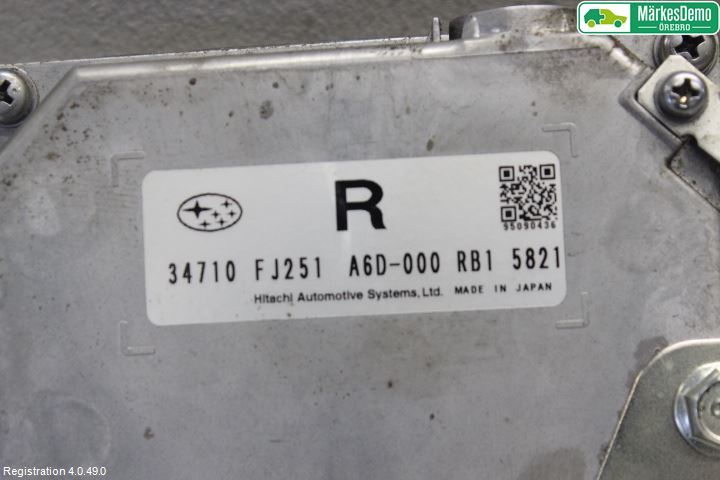 MärkesDemo
ÖREBRO
R
95090436
34710 FJ251 A6D-000 RB1 5821
Hitachi Automotive Systems, Ltd. MADE IN JAPAN
Registration 4.0.49.0